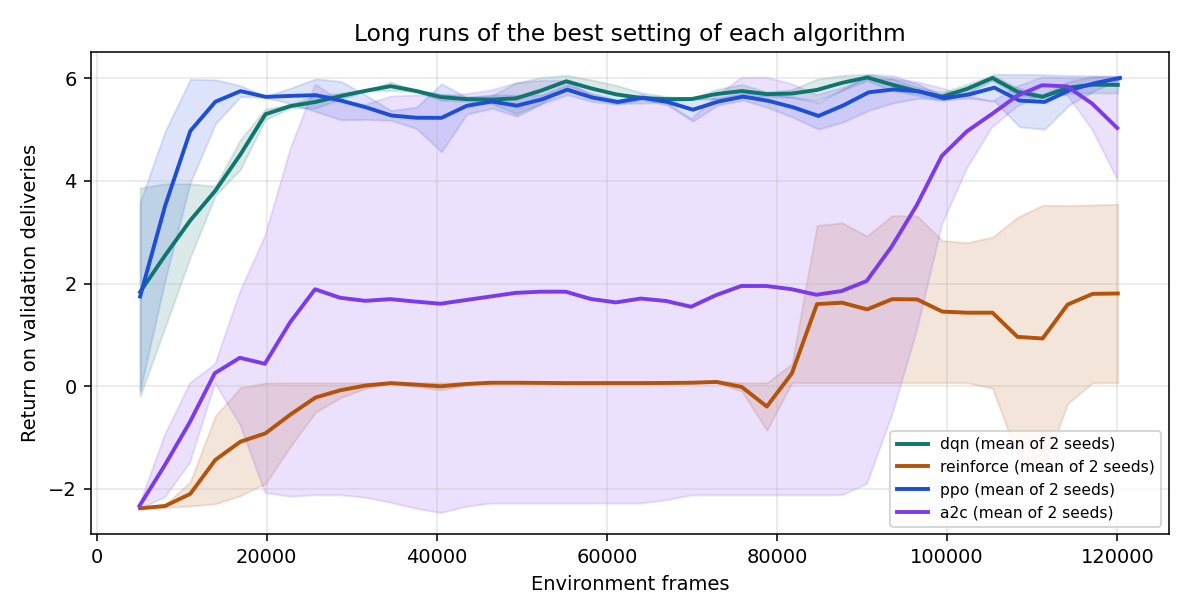 Long runs of the best setting of each algorithm
Return on validation deliveries
6
4
2
0
−2
0
20000
40000
60000
80000
100000
120000
Environment frames
dqn (mean of 2 seeds)
reinforce (mean of 2 seeds)
ppo (mean of 2 seeds)
a2c (mean of 2 seeds)